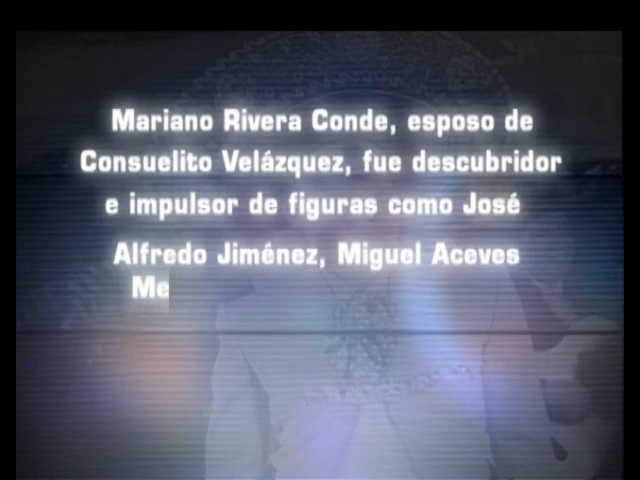 Mariano Rivera Conde, esposo de
Consuelito Velázquez, fue descubridor
e impulsor de figuras como José
Alfredo Jiménez, Miguel Aceves
Me